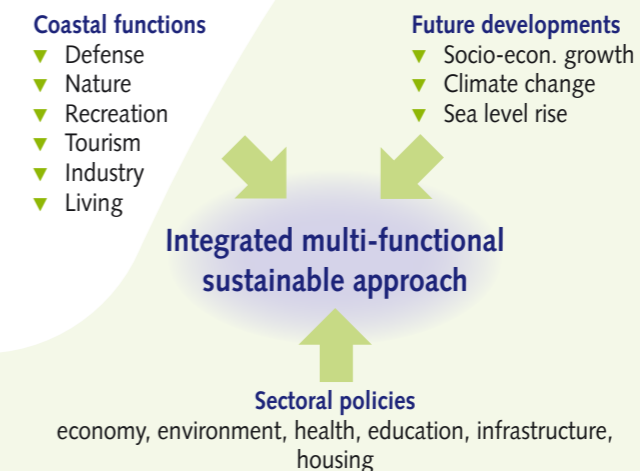 Coastal functions
▼ Defense
▼ Nature
▼ Recreation
▼ Tourism
▼ Industry
▼ Living
Future developments
▼ Socio-econ. growth
▼ Climate change
▼ Sea level rise
Integrated multi-functional
sustainable approach
Sectoral policies
economy, environment, health, education, infrastructure,
housing